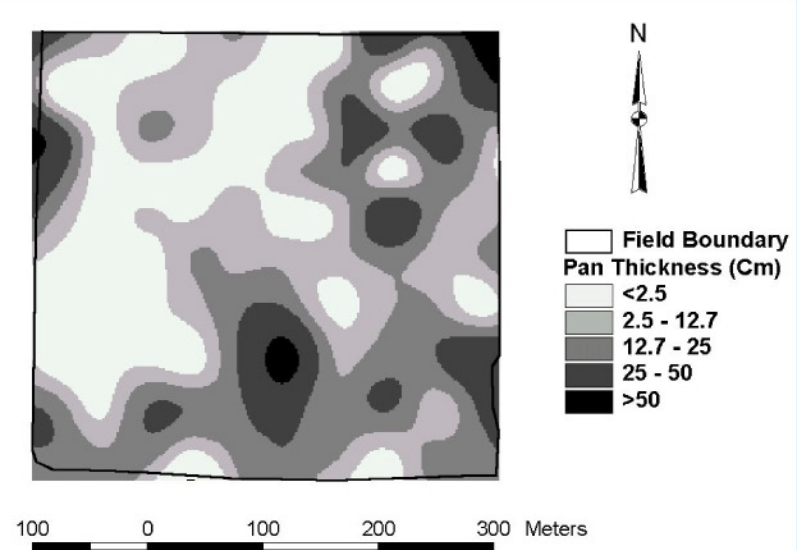 N
Field Boundary
Pan Thickness (Cm)
<2.5
2.5 - 12.7
12.7 - 25
25 - 50
>50
100 0 100 200 300 Meters